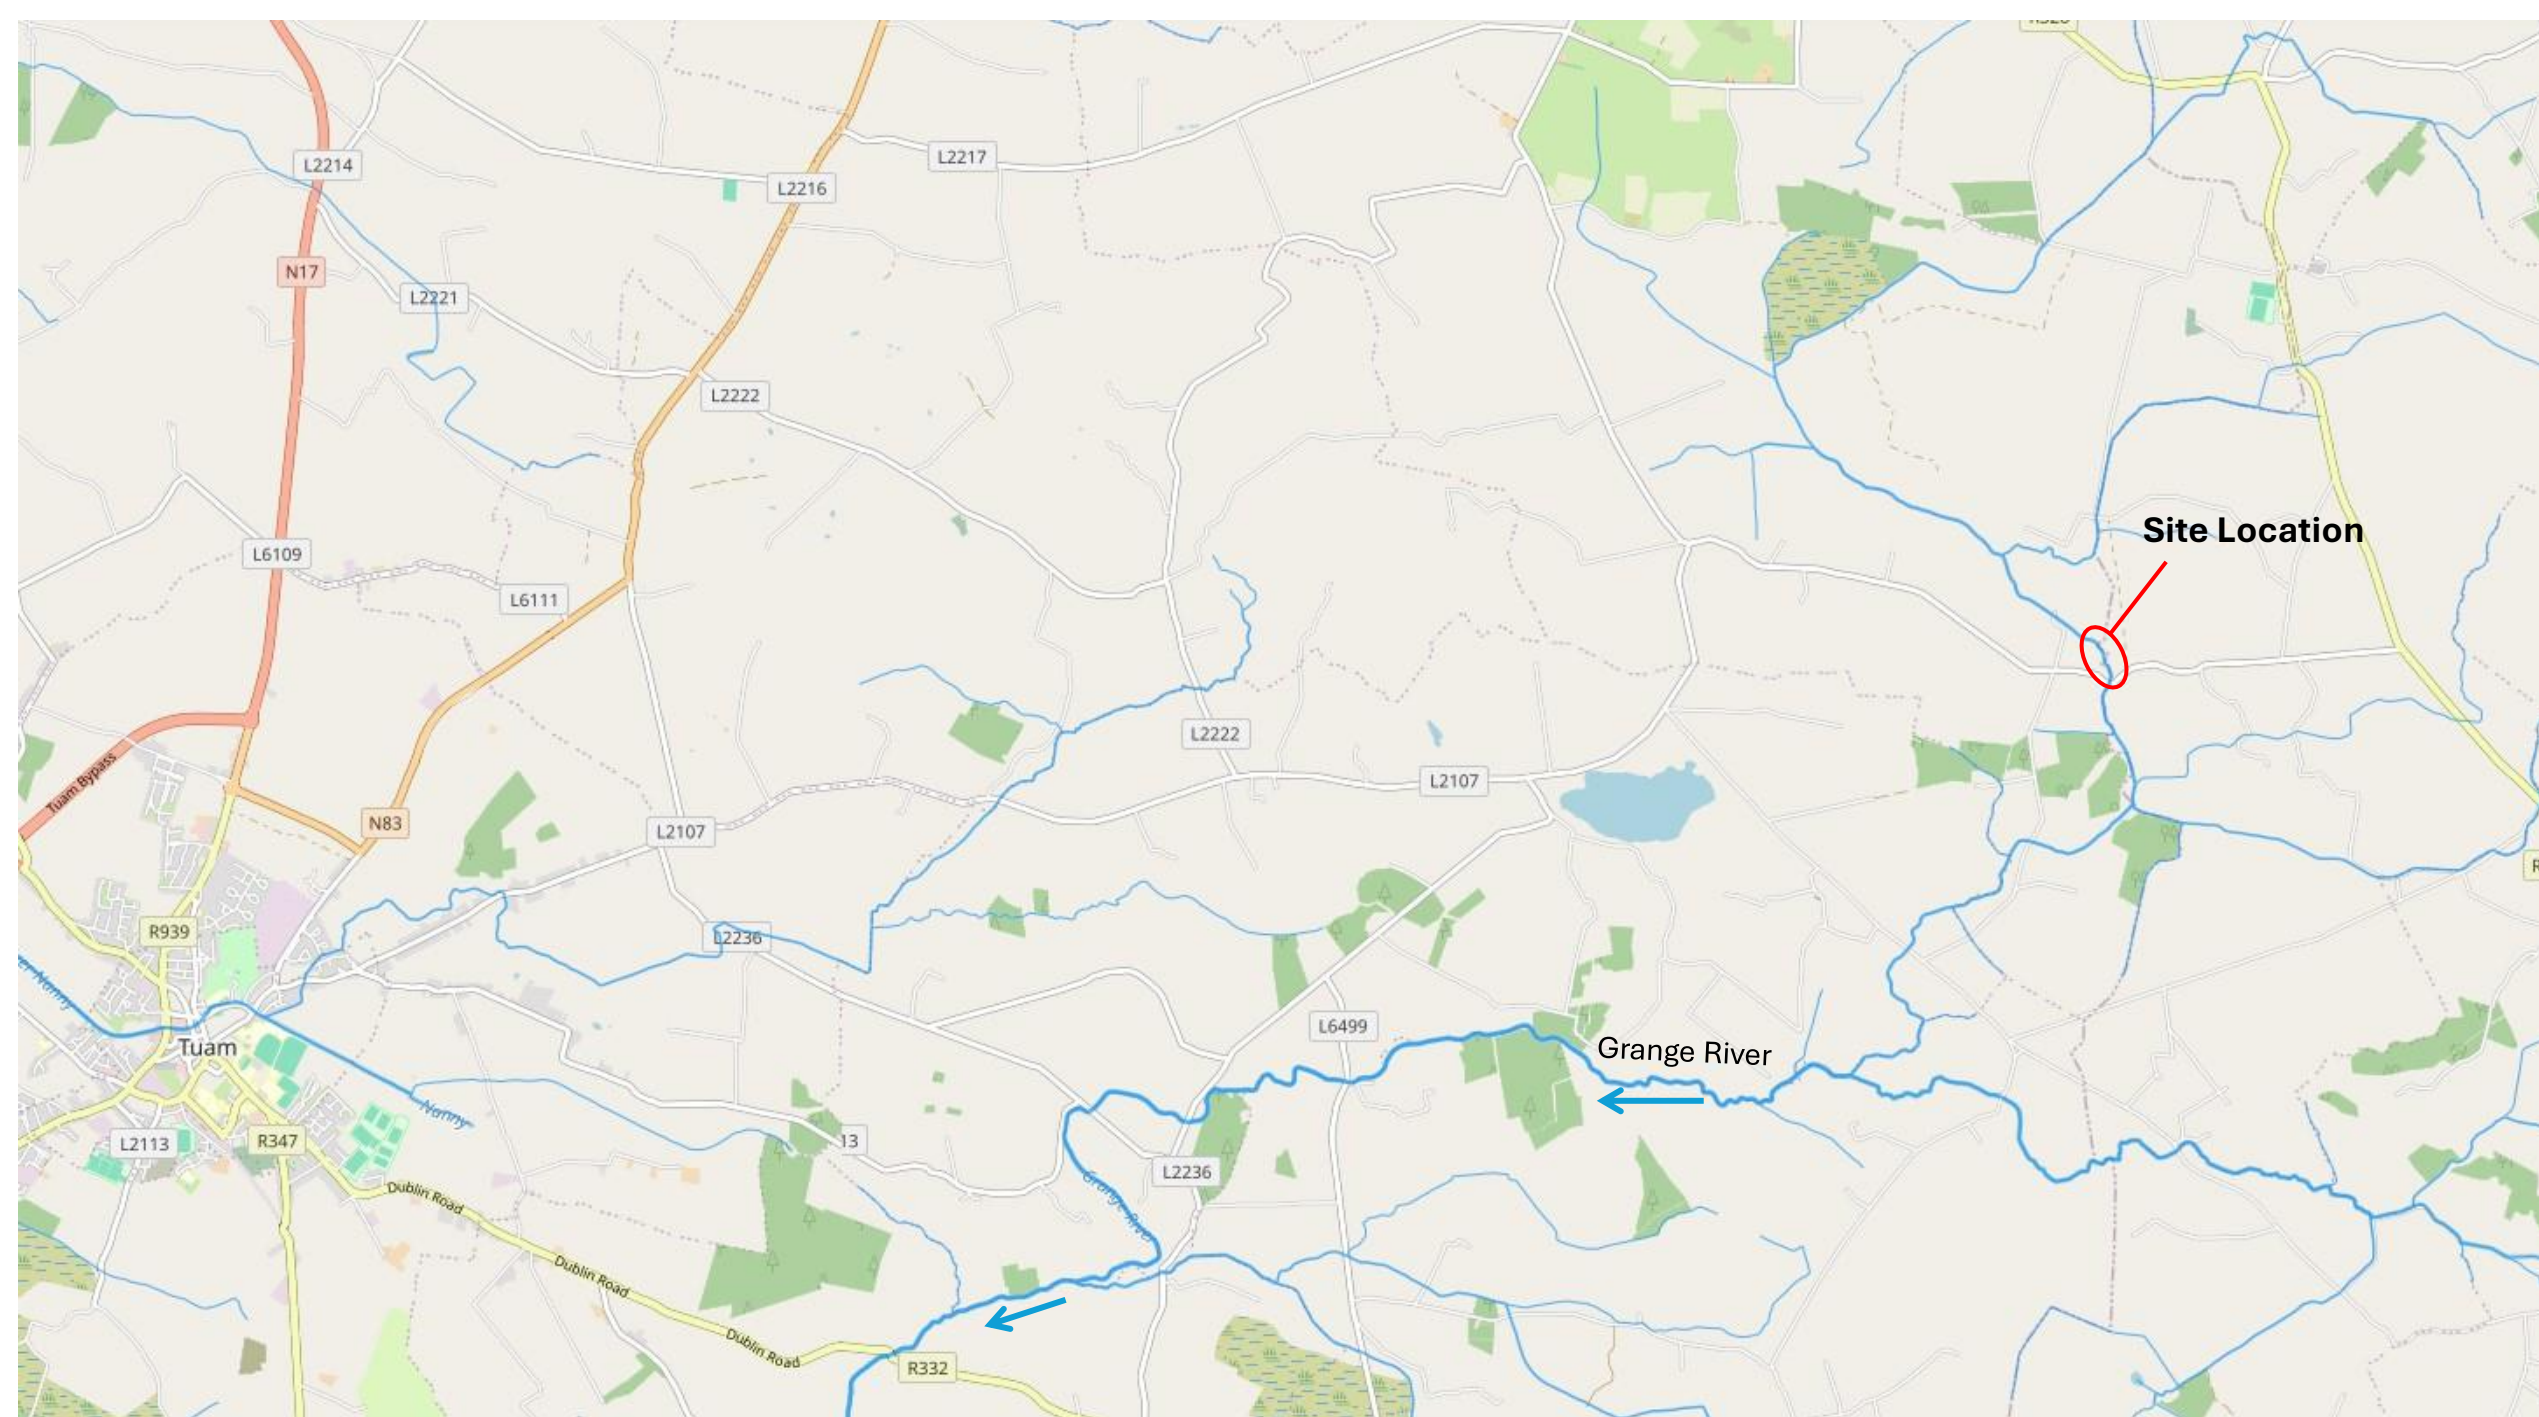 L2214
L2217
L2216
N17
L2221
L2222
Site Location
L6109
L6111
L2222
Tuam Bypass
L2107
N83
L2107
R939
L2236
Nanny
L6499
Tuam
Grange River
Nanny
L2113
R347
13
L2236
Dublin Road
Grange River
Dublin Road
Dublin Road
R332